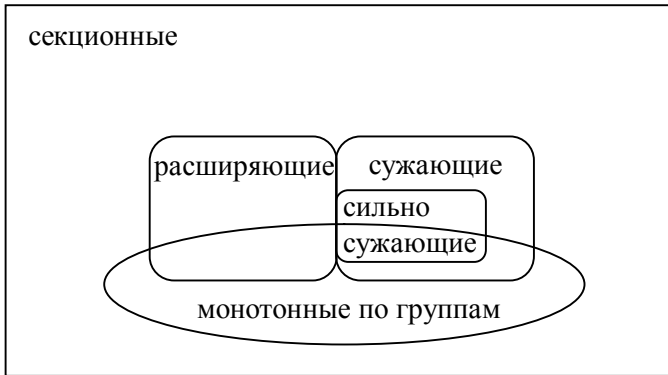 секционные
расширяющие
сужающие
сильно
сужающие
монотонные по группам